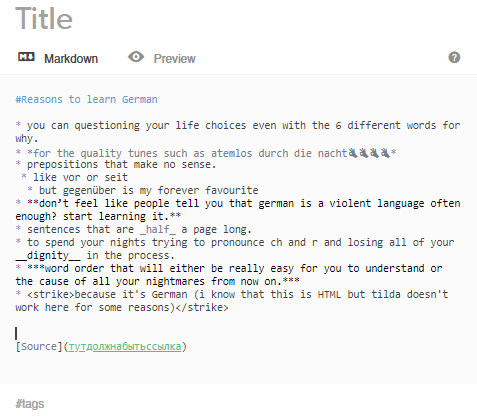 Title
Markdown Preview
#Reasons to learn German
* you can questioning your life choices even with the 6 different words for
why.
* *for the quality tunes such as atemlos durch die nacht*
* prepositions that make no sense.
* like vor or seit
* but gegenüber is my forever favourite
* **don’t feel like people tell you that german is a violent language often
enough? start learning it.**
* sentences that are _half_ a page long.
* to spend your nights trying to pronounce ch and r and losing all of your
__dignity__ in the process.
* ***word order that will either be really easy for you to understand or
the cause of all your nightmares from now on.***
* <strike>because it's German (i know that this is HTML but tilda doesn't
work here for some reasons)</strike>
[Source](тутдолжнабытьссылка)
#tags